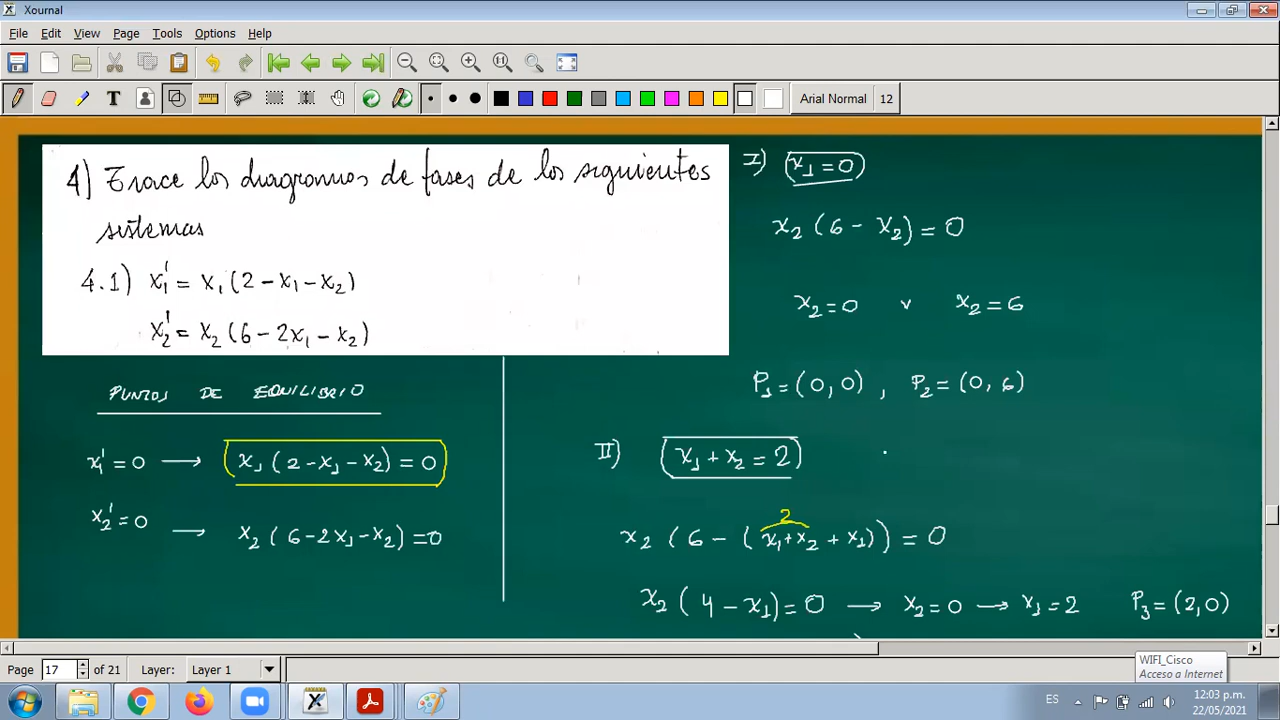 Xournal
File Edit View Page Tools Options Help
Arial Normal 12
4) Trace los diagramas de fases de los siguientes
sistemas
4.1) x₁' = x₁ (2 - x₁ - x₂)
x₂' = x₂ (6 - 2x₁ - x₂)
PUNTOS DE EQUILIBRIO
x₁' = 0 → x₁ (2 - x₁ - x₂) = 0
x₂' = 0 → x₂ (6 - 2x₁ - x₂) = 0
I) x₁ = 0
x₂ (6 - x₂) = 0
x₂ = 0 v x₂ = 6
P₁ = (0, 0) , P₂ = (0, 6)
II) x₁ + x₂ = 2
2
x₂ (6 - (x₁ + x₂ + x₁)) = 0
x₂ (4 - x₁) = 0 → x₂ = 0 → x₁ = 2 P₃ = (2, 0)
Page 17 of 21 Layer: Layer 1
WIFI_Cisco
Acceso a Internet
ES 12:03 p.m.
22/05/2021